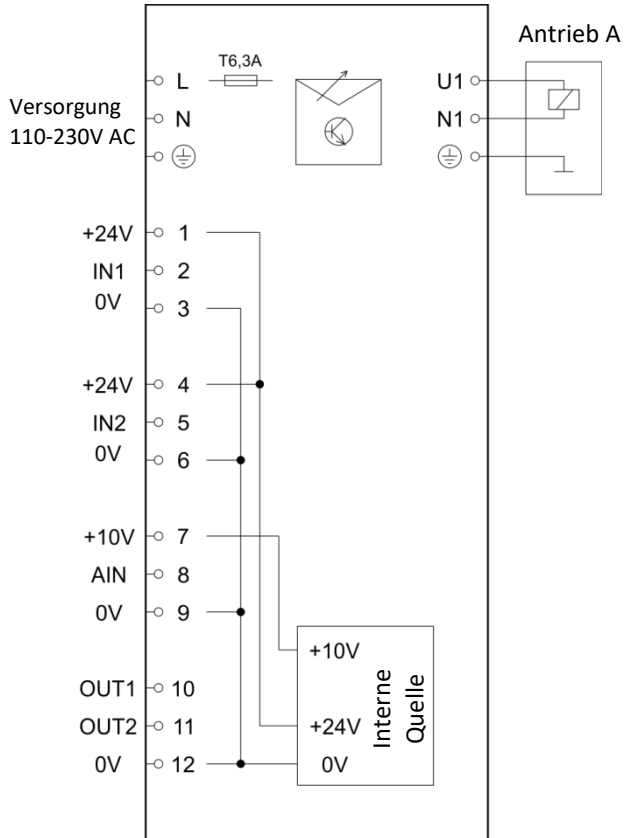 Antrieb A
T6,3A
L
U1
Versorgung
110-230V AC
N
N1
+24V 1
IN1 2
0V 3
+24V 4
IN2 5
0V 6
+10V 7
AIN 8
0V 9
+10V
OUT1 10
OUT2 11
+24V
0V 12
0V
Interne
Quelle